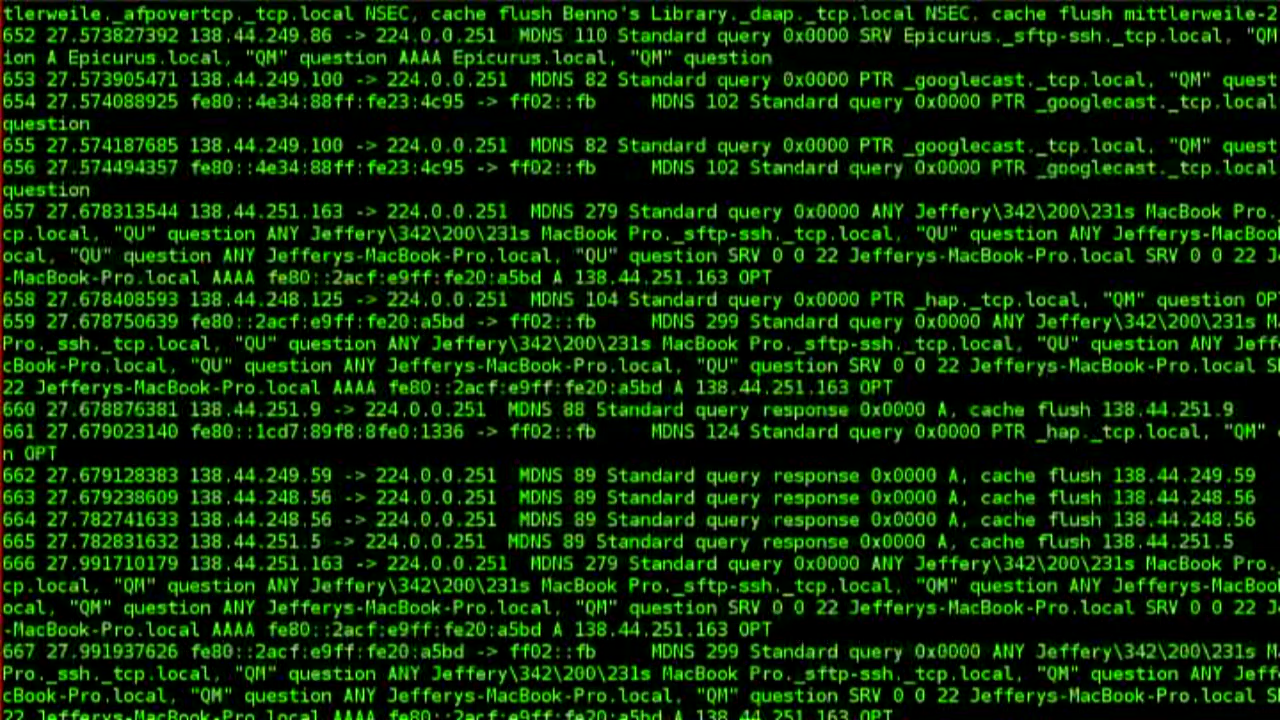 tlerweile._afpovertcp._tcp.local NSEC, cache flush Benno's Library._daap._tcp.local NSEC, cache flush mittlerweile-2
652 27.573827392 138.44.249.86 -> 224.0.0.251  MDNS 110 Standard query 0x0000 SRV Epicurus._sftp-ssh._tcp.local, "QM
ion A Epicurus.local, "QM" question AAAA Epicurus.local, "QM" question
653 27.573905471 138.44.249.100 -> 224.0.0.251  MDNS 82 Standard query 0x0000 PTR _googlecast._tcp.local, "QM" quest
654 27.574088925 fe80::4e34:88ff:fe23:4c95 -> ff02::fb     MDNS 102 Standard query 0x0000 PTR _googlecast._tcp.local
question
655 27.574187685 138.44.249.100 -> 224.0.0.251  MDNS 82 Standard query 0x0000 PTR _googlecast._tcp.local, "QM" quest
656 27.574494357 fe80::4e34:88ff:fe23:4c95 -> ff02::fb     MDNS 102 Standard query 0x0000 PTR _googlecast._tcp.local
question
657 27.678313544 138.44.251.163 -> 224.0.0.251  MDNS 279 Standard query 0x0000 ANY Jeffery\342\200\231s MacBook Pro.
cp.local, "QU" question ANY Jeffery\342\200\231s MacBook Pro._sftp-ssh._tcp.local, "QU" question ANY Jefferys-MacBoo
ocal, "QU" question ANY Jefferys-MacBook-Pro.local, "QU" question SRV 0 0 22 Jefferys-MacBook-Pro.local SRV 0 0 22 J
-MacBook-Pro.local AAAA fe80::2acf:e9ff:fe20:a5bd A 138.44.251.163 OPT
658 27.678408593 138.44.248.125 -> 224.0.0.251  MDNS 104 Standard query 0x0000 PTR _hap._tcp.local, "QM" question OP
659 27.678750639 fe80::2acf:e9ff:fe20:a5bd -> ff02::fb     MDNS 299 Standard query 0x0000 ANY Jeffery\342\200\231s M
Pro._ssh._tcp.local, "QU" question ANY Jeffery\342\200\231s MacBook Pro._sftp-ssh._tcp.local, "QU" question ANY Jeff
cBook-Pro.local, "QU" question ANY Jefferys-MacBook-Pro.local, "QU" question SRV 0 0 22 Jefferys-MacBook-Pro.local S
22 Jefferys-MacBook-Pro.local AAAA fe80::2acf:e9ff:fe20:a5bd A 138.44.251.163 OPT
660 27.678876381 138.44.251.9 -> 224.0.0.251  MDNS 88 Standard query response 0x0000 A, cache flush 138.44.251.9
661 27.679023140 fe80::1cd7:89f8:8fe0:1336 -> ff02::fb     MDNS 124 Standard query 0x0000 PTR _hap._tcp.local, "QM"
n OPT
662 27.679128383 138.44.249.59 -> 224.0.0.251  MDNS 89 Standard query response 0x0000 A, cache flush 138.44.249.59
663 27.679238609 138.44.248.56 -> 224.0.0.251  MDNS 89 Standard query response 0x0000 A, cache flush 138.44.248.56
664 27.782741633 138.44.248.56 -> 224.0.0.251  MDNS 89 Standard query response 0x0000 A, cache flush 138.44.248.56
665 27.782831632 138.44.251.5 -> 224.0.0.251  MDNS 89 Standard query response 0x0000 A, cache flush 138.44.251.5
666 27.991710179 138.44.251.163 -> 224.0.0.251  MDNS 279 Standard query 0x0000 ANY Jeffery\342\200\231s MacBook Pro.
cp.local, "QM" question ANY Jeffery\342\200\231s MacBook Pro._sftp-ssh._tcp.local, "QM" question ANY Jefferys-MacBoo
ocal, "QM" question ANY Jefferys-MacBook-Pro.local, "QM" question SRV 0 0 22 Jefferys-MacBook-Pro.local SRV 0 0 22 J
-MacBook-Pro.local AAAA fe80::2acf:e9ff:fe20:a5bd A 138.44.251.163 OPT
667 27.991937626 fe80::2acf:e9ff:fe20:a5bd -> ff02::fb     MDNS 299 Standard query 0x0000 ANY Jeffery\342\200\231s M
Pro._ssh._tcp.local, "QM" question ANY Jeffery\342\200\231s MacBook Pro._sftp-ssh._tcp.local, "QM" question ANY Jeff
cBook-Pro.local, "QM" question ANY Jefferys-MacBook-Pro.local, "QM" question SRV 0 0 22 Jefferys-MacBook-Pro.local S
22 Jefferys-MacBook-Pro.local AAAA fe80::2acf:e9ff:fe20:a5bd A 138.44.251.163 OPT